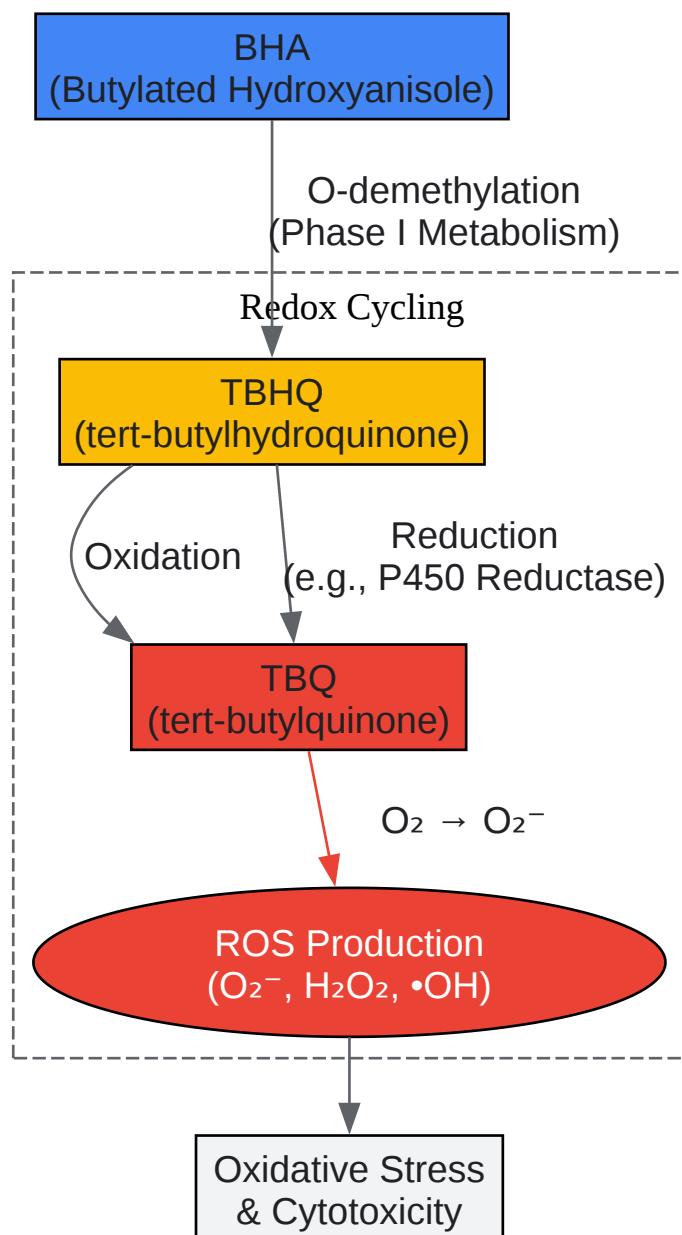 BHA
(Butylated Hydroxyanisole)
O-demethylation
(Phase I Metabolism)
Redox Cycling
TBHQ
(tert-butylhydroquinone)
Oxidation
Reduction
(e.g., P450 Reductase)
TBQ
(tert-butylquinone)
O₂ → O₂⁻
ROS Production
(O₂⁻, H₂O₂, •OH)
Oxidative Stress
& Cytotoxicity